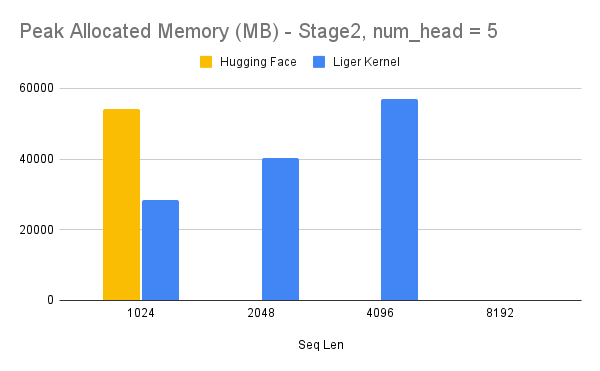 Peak Allocated Memory (MB) - Stage2, num_head = 5
Hugging Face Liger Kernel
60000
40000
20000
0
1024 2048 4096 8192
Seq Len